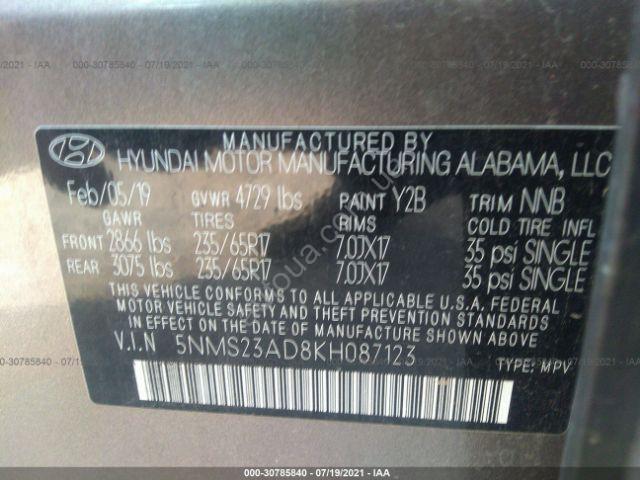 000-30785840 - 07/19/2021 - IAA
MANUFACTURED BY
HYUNDAI MOTOR MANUFACTURING ALABAMA, LLC
Feb/05/19 GVWR 4729 lbs PAINT Y2B TRIM NNB
GAWR TIRES RIMS COLD TIRE INFL
FRONT 2866 lbs 235/65R17 7.0JX17 35 psi SINGLE
REAR 3075 lbs 235/65R17 7.0JX17 35 psi SINGLE
THIS VEHICLE CONFORMS TO ALL APPLICABLE U.S.A. FEDERAL
MOTOR VEHICLE SAFETY AND THEFT PREVENTION STANDARDS
IN EFFECT ON THE DATE OF MANUFACTURE SHOWN ABOVE.
V.I.N 5NMS23AD8KH087123
TYPE: MPV
000-30785840 - 07/19/2021 - IAA